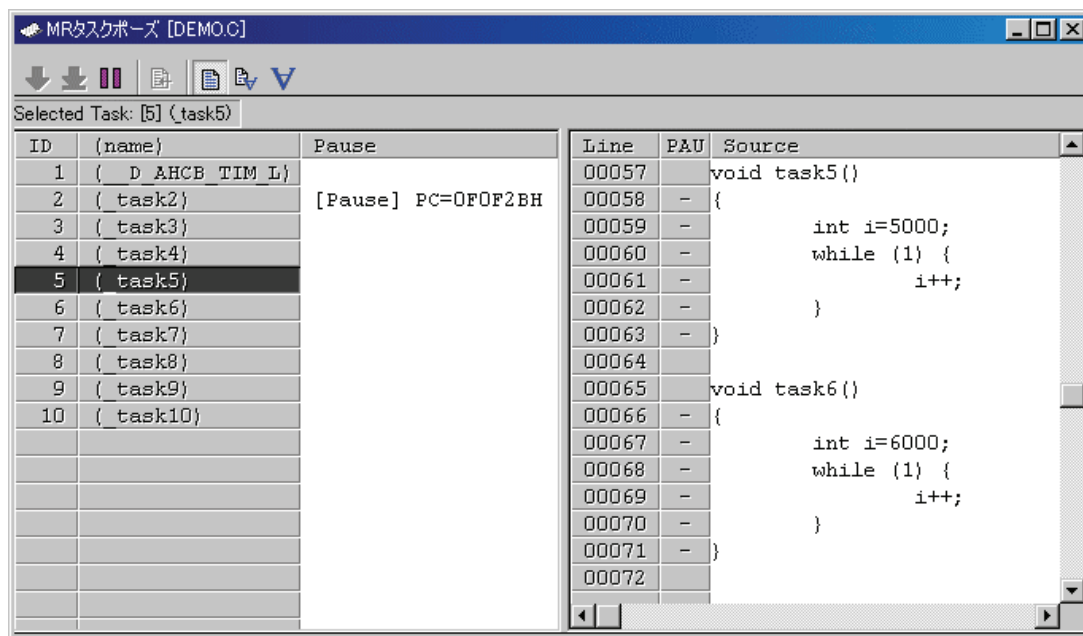 MRタスクポーズ [DEMO.C]
Selected Task: [5] (_task5)
ID (name) Pause
1 (__D_AHCB_TIM_L)
2 (_task2) [Pause] PC=0F0F2BH
3 (_task3)
4 (_task4)
5 (_task5)
6 (_task6)
7 (_task7)
8 (_task8)
9 (_task9)
10 (_task10)
Line PAU Source
00057 void task5()
00058 - {
00059 - int i=5000;
00060 - while (1) {
00061 - i++;
00062 - }
00063 - }
00064
00065 void task6()
00066 - {
00067 - int i=6000;
00068 - while (1) {
00069 - i++;
00070 - }
00071 - }
00072